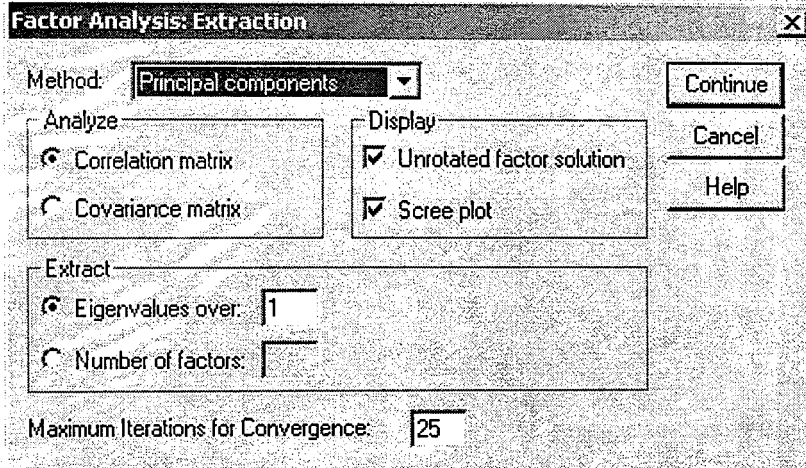 Factor Analysis: Extraction
Method: Principal components
Continue
Analyze
Correlation matrix
Covariance matrix
Display
Unrotated factor solution
Scree plot
Cancel
Help
Extract
Eigenvalues over: 1
Number of factors:
Maximum Iterations for Convergence: 25